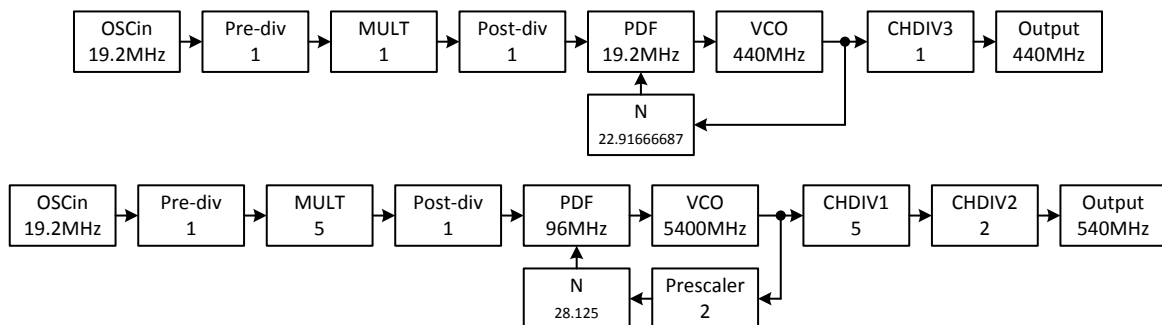 OSCin
19.2MHz
Pre-div
1
MULT
1
Post-div
1
PDF
19.2MHz
VCO
440MHz
CHDIV3
1
Output
440MHz
N
22.91666687
OSCin
19.2MHz
Pre-div
1
MULT
5
Post-div
1
PDF
96MHz
VCO
5400MHz
CHDIV1
5
CHDIV2
2
Output
540MHz
N
28.125
Prescaler
2